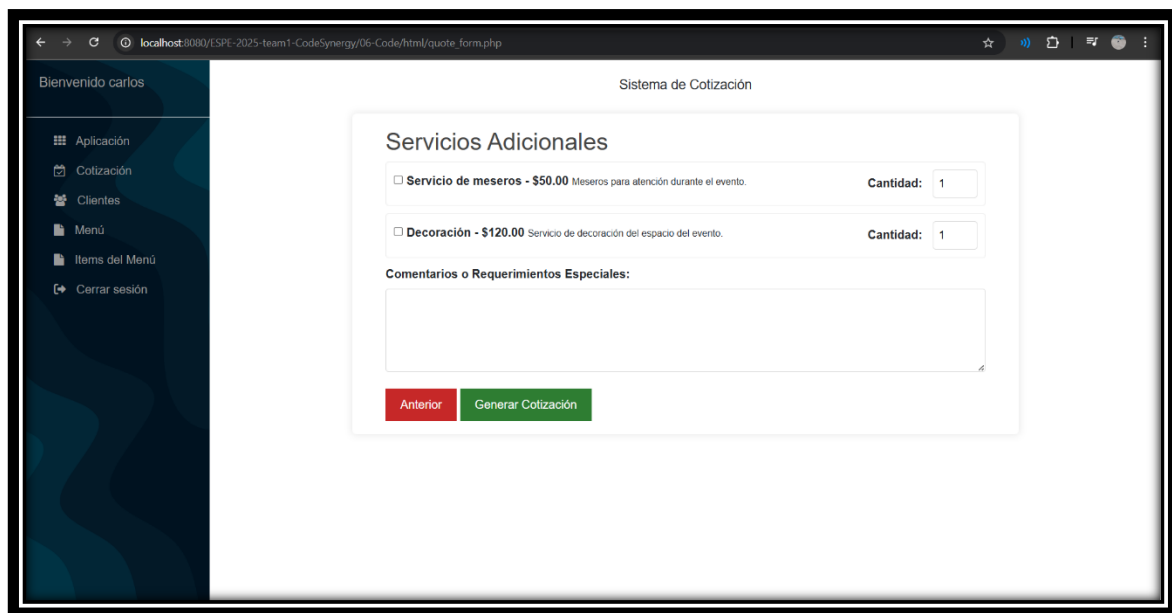 localhost:8080/ESPE-2025-team1-CodeSynergy/06-Code/html/quote_form.php
Bienvenido carlos
Aplicación
Cotización
Clientes
Menú
Items del Menú
Cerrar sesión
Sistema de Cotización
Servicios Adicionales
Servicio de meseros - $50.00 Meseros para atención durante el evento. Cantidad: 1
Decoración - $120.00 Servicio de decoración del espacio del evento. Cantidad: 1
Comentarios o Requerimientos Especiales:
Anterior Generar Cotización